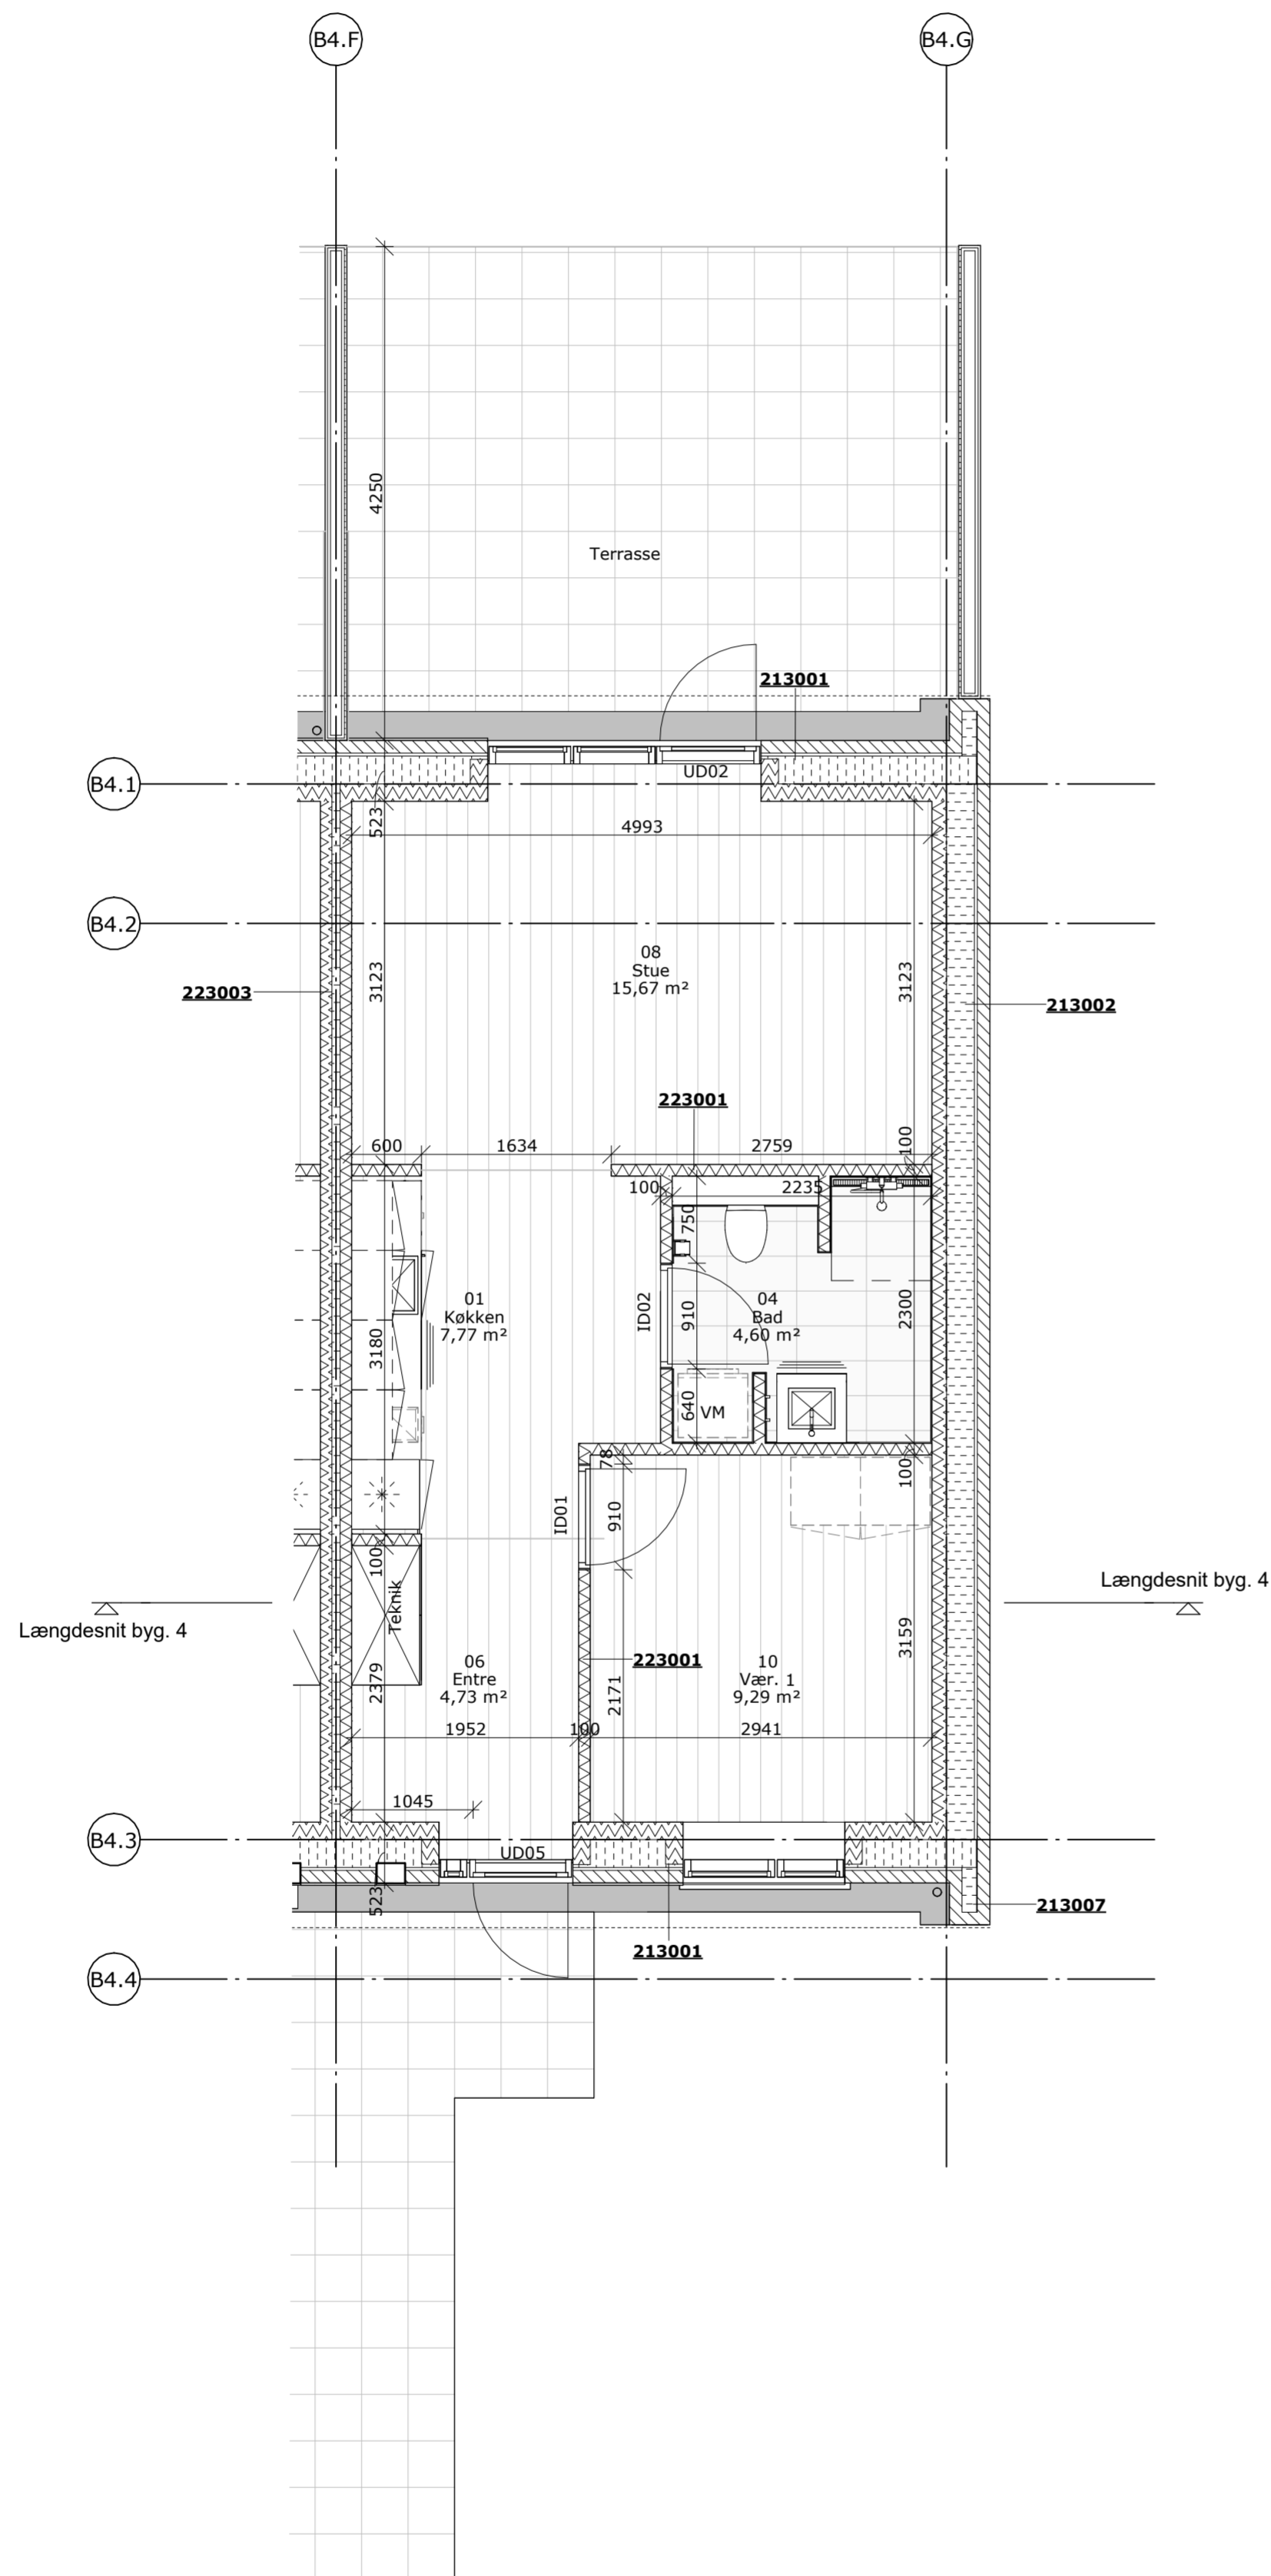 B4.F
B4.G
4250
Terrasse
213001
UD02
B4.1
523
4993
B4.2
08
Stue
15,67 m²
3123
3123
223003
213002
223001
600
1634
2759
100
100
2235
750
01
Køkken
7,77 m²
ID02
910
04
Bad
4,60 m²
2300
3180
640
VM
78
100
ID01
910
100
Teknik
Længdesnit byg. 4
Længdesnit byg. 4
3159
06
Entre
4,73 m²
223001
10
Vær. 1
9,29 m²
2379
2171
1952
100
2941
1045
B4.3
UD05
523
213007
213001
B4.4